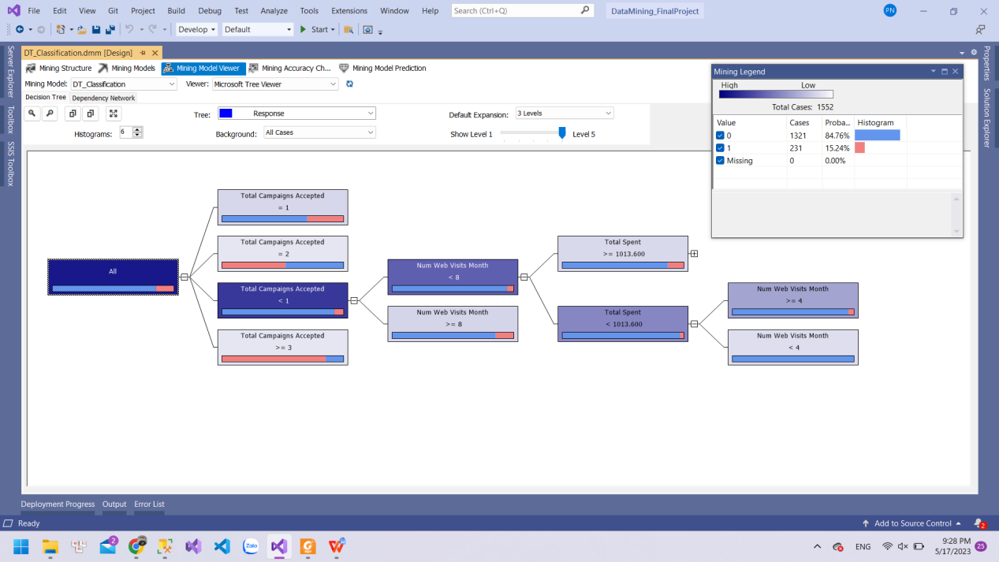 File Edit View Git Project Build Debug Test Analyze Tools Extensions Window Help Search (Ctrl+Q) DataMining_FinalProject PN
Develop Default Start
DT_Classification.dmm [Design]
Mining Structure Mining Models Mining Model Viewer Mining Accuracy Ch... Mining Model Prediction
Mining Model: DT_Classification Viewer: Microsoft Tree Viewer
Decision Tree Dependency Network
Tree: Response Default Expansion: 3 Levels
Histograms: 6 Background: All Cases Show Level 1 Level 5
Server Explorer
Toolbox
SSIS Toolbox
Properties
Solution Explorer
Mining Legend
High Low
Total Cases: 1552
Value Cases Proba... Histogram
0 1321 84.76%
1 231 15.24%
Missing 0 0.00%
All
Total Campaigns Accepted
= 1
Total Campaigns Accepted
= 2
Total Campaigns Accepted
< 1
Total Campaigns Accepted
>= 3
Num Web Visits Month
< 8
Num Web Visits Month
>= 8
Total Spent
>= 1013.600
Total Spent
< 1013.600
Num Web Visits Month
>= 4
Num Web Visits Month
< 4
Deployment Progress Output Error List
Ready Add to Source Control 2
2 Zalo ENG 9:28 PM
5/17/2023 25